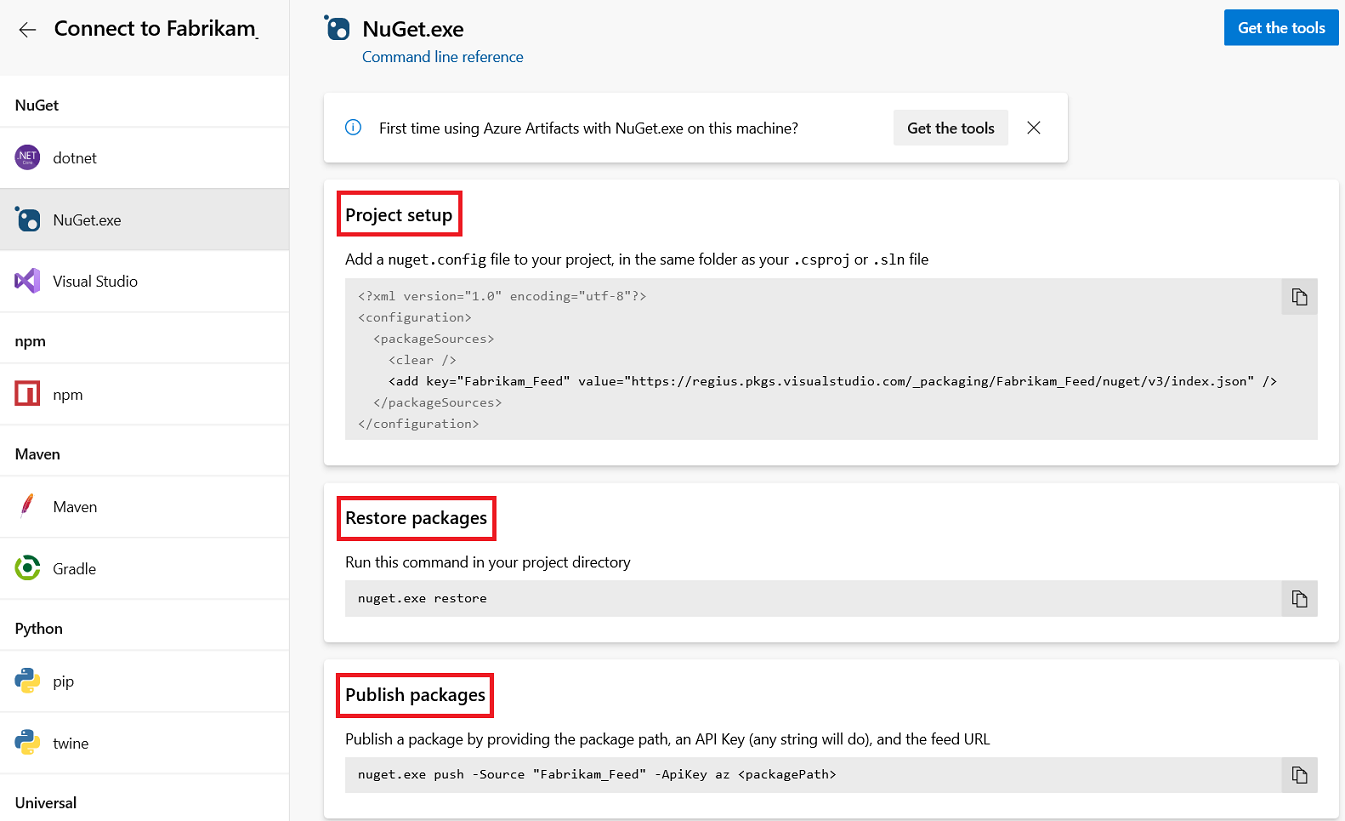 Connect to Fabrikam_
NuGet
dotnet
NuGet.exe
Visual Studio
npm
npm
Maven
Maven
Gradle
Python
pip
twine
Universal
NuGet.exe
Command line reference
Get the tools
First time using Azure Artifacts with NuGet.exe on this machine?
Get the tools
Project setup
Add a nuget.config file to your project, in the same folder as your .csproj or .sln file
<?xml version="1.0" encoding="utf-8"?>
<configuration>
  <packageSources>
    <clear />
    <add key="Fabrikam_Feed" value="https://regius.pkgs.visualstudio.com/_packaging/Fabrikam_Feed/nuget/v3/index.json" />
  </packageSources>
</configuration>
Restore packages
Run this command in your project directory
nuget.exe restore
Publish packages
Publish a package by providing the package path, an API Key (any string will do), and the feed URL
nuget.exe push -Source "Fabrikam_Feed" -ApiKey az <packagePath>